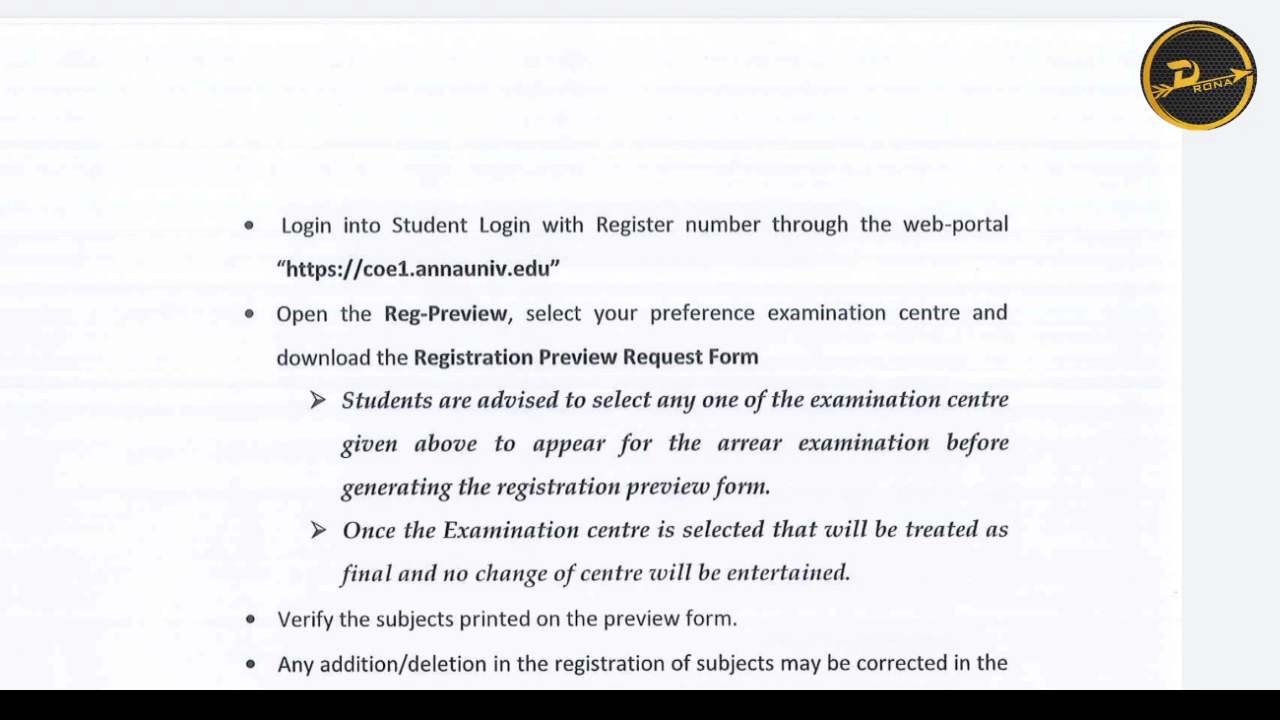 D
RONA
• Login into Student Login with Register number through the web-portal
“https://coe1.annauniv.edu”
• Open the Reg-Preview, select your preference examination centre and
download the Registration Preview Request Form
➢ Students are advised to select any one of the examination centre
given above to appear for the arrear examination before
generating the registration preview form.
➢ Once the Examination centre is selected that will be treated as
final and no change of centre will be entertained.
• Verify the subjects printed on the preview form.
• Any addition/deletion in the registration of subjects may be corrected in the